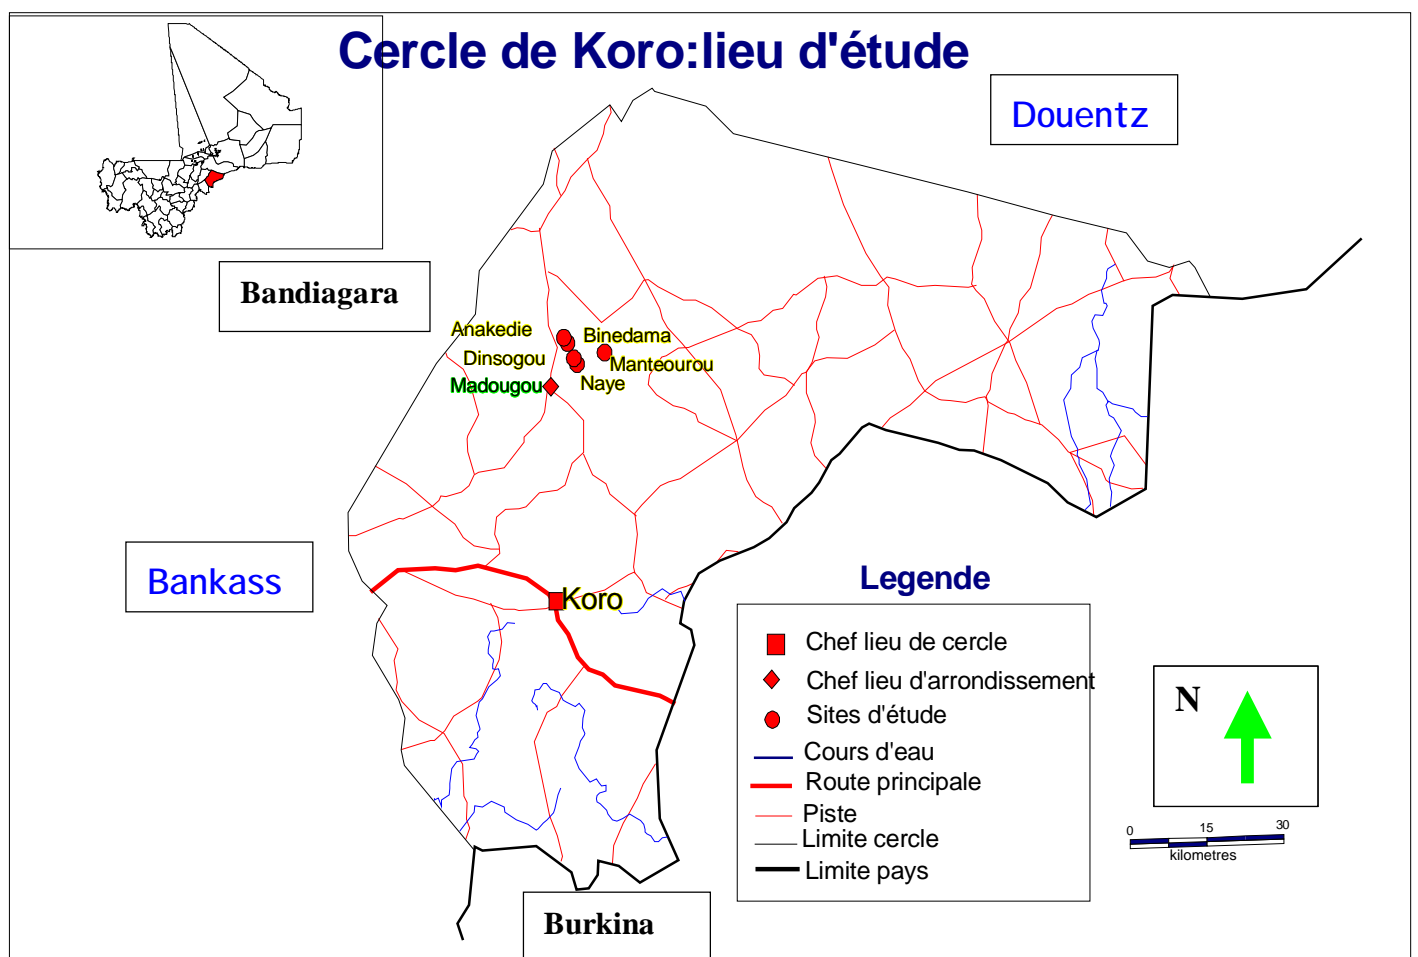 Cercle de Koro:lieu d'étude
Douentz
Bandiagara
Anakedie
Binedama
Dinsogou
Manteourou
Madougou
Naye
Bankass
Koro
Legende
Chef lieu de cercle
Chef lieu d'arrondissement
Sites d'étude
Cours d'eau
Route principale
Piste
Limite cercle
Limite pays
N
0 15 30
kilometres
Burkina